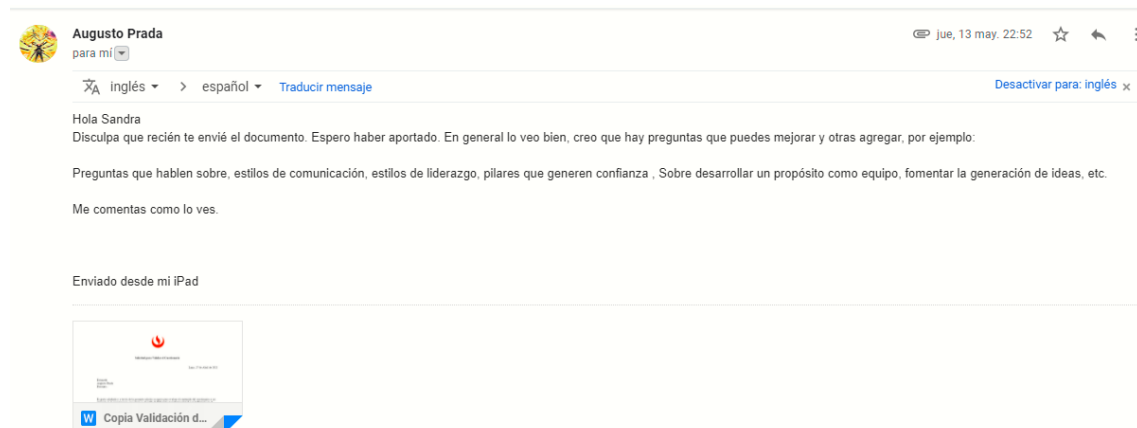 Augusto Prada
jue, 13 may. 22:52
para mí
inglés > español Traducir mensaje
Desactivar para: inglés x
Hola Sandra
Disculpa que recién te envié el documento. Espero haber aportado. En general lo veo bien, creo que hay preguntas que puedes mejorar y otras agregar, por ejemplo:
Preguntas que hablen sobre, estilos de comunicación, estilos de liderazgo, pilares que generen confianza , Sobre desarrollar un propósito como equipo, fomentar la generación de ideas, etc.
Me comentas como lo ves.
Enviado desde mi iPad
W Copia Validación d...